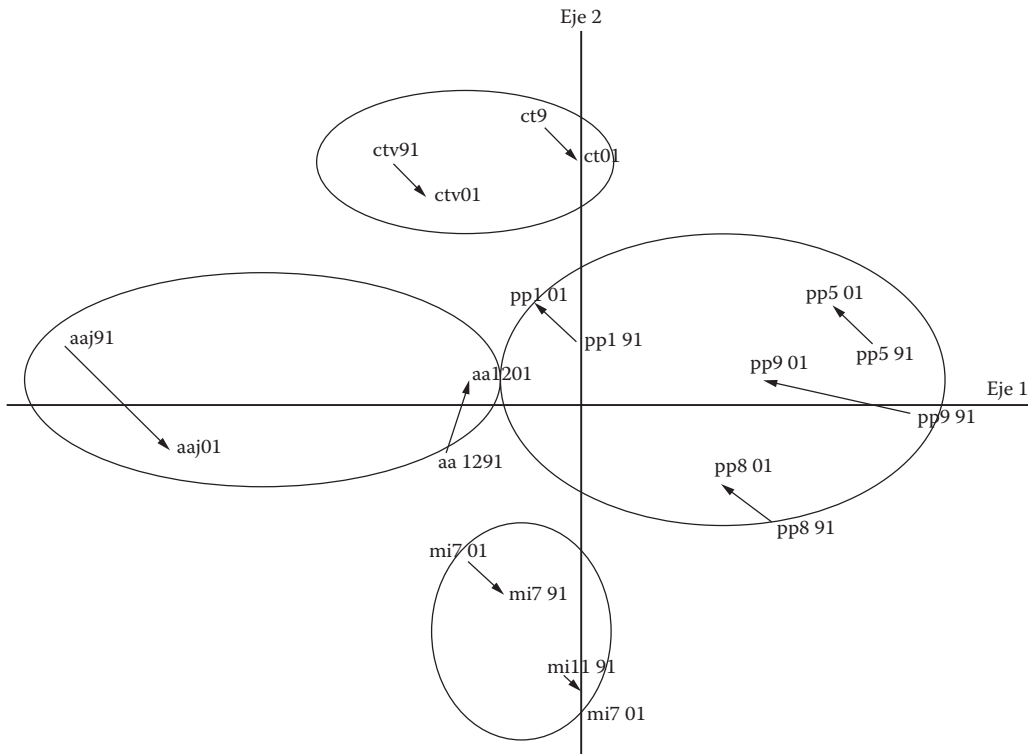 Eje 2
ct9
ct01
ctv91
ctv01
pp1 01
pp5 01
aaj91
pp1 91
pp5 91
pp9 01
aa1201
Eje 1
pp9 91
aaj01
aa 1291
pp8 01
pp8 91
mi7 01
mi7 91
mi11 91
mi7 01